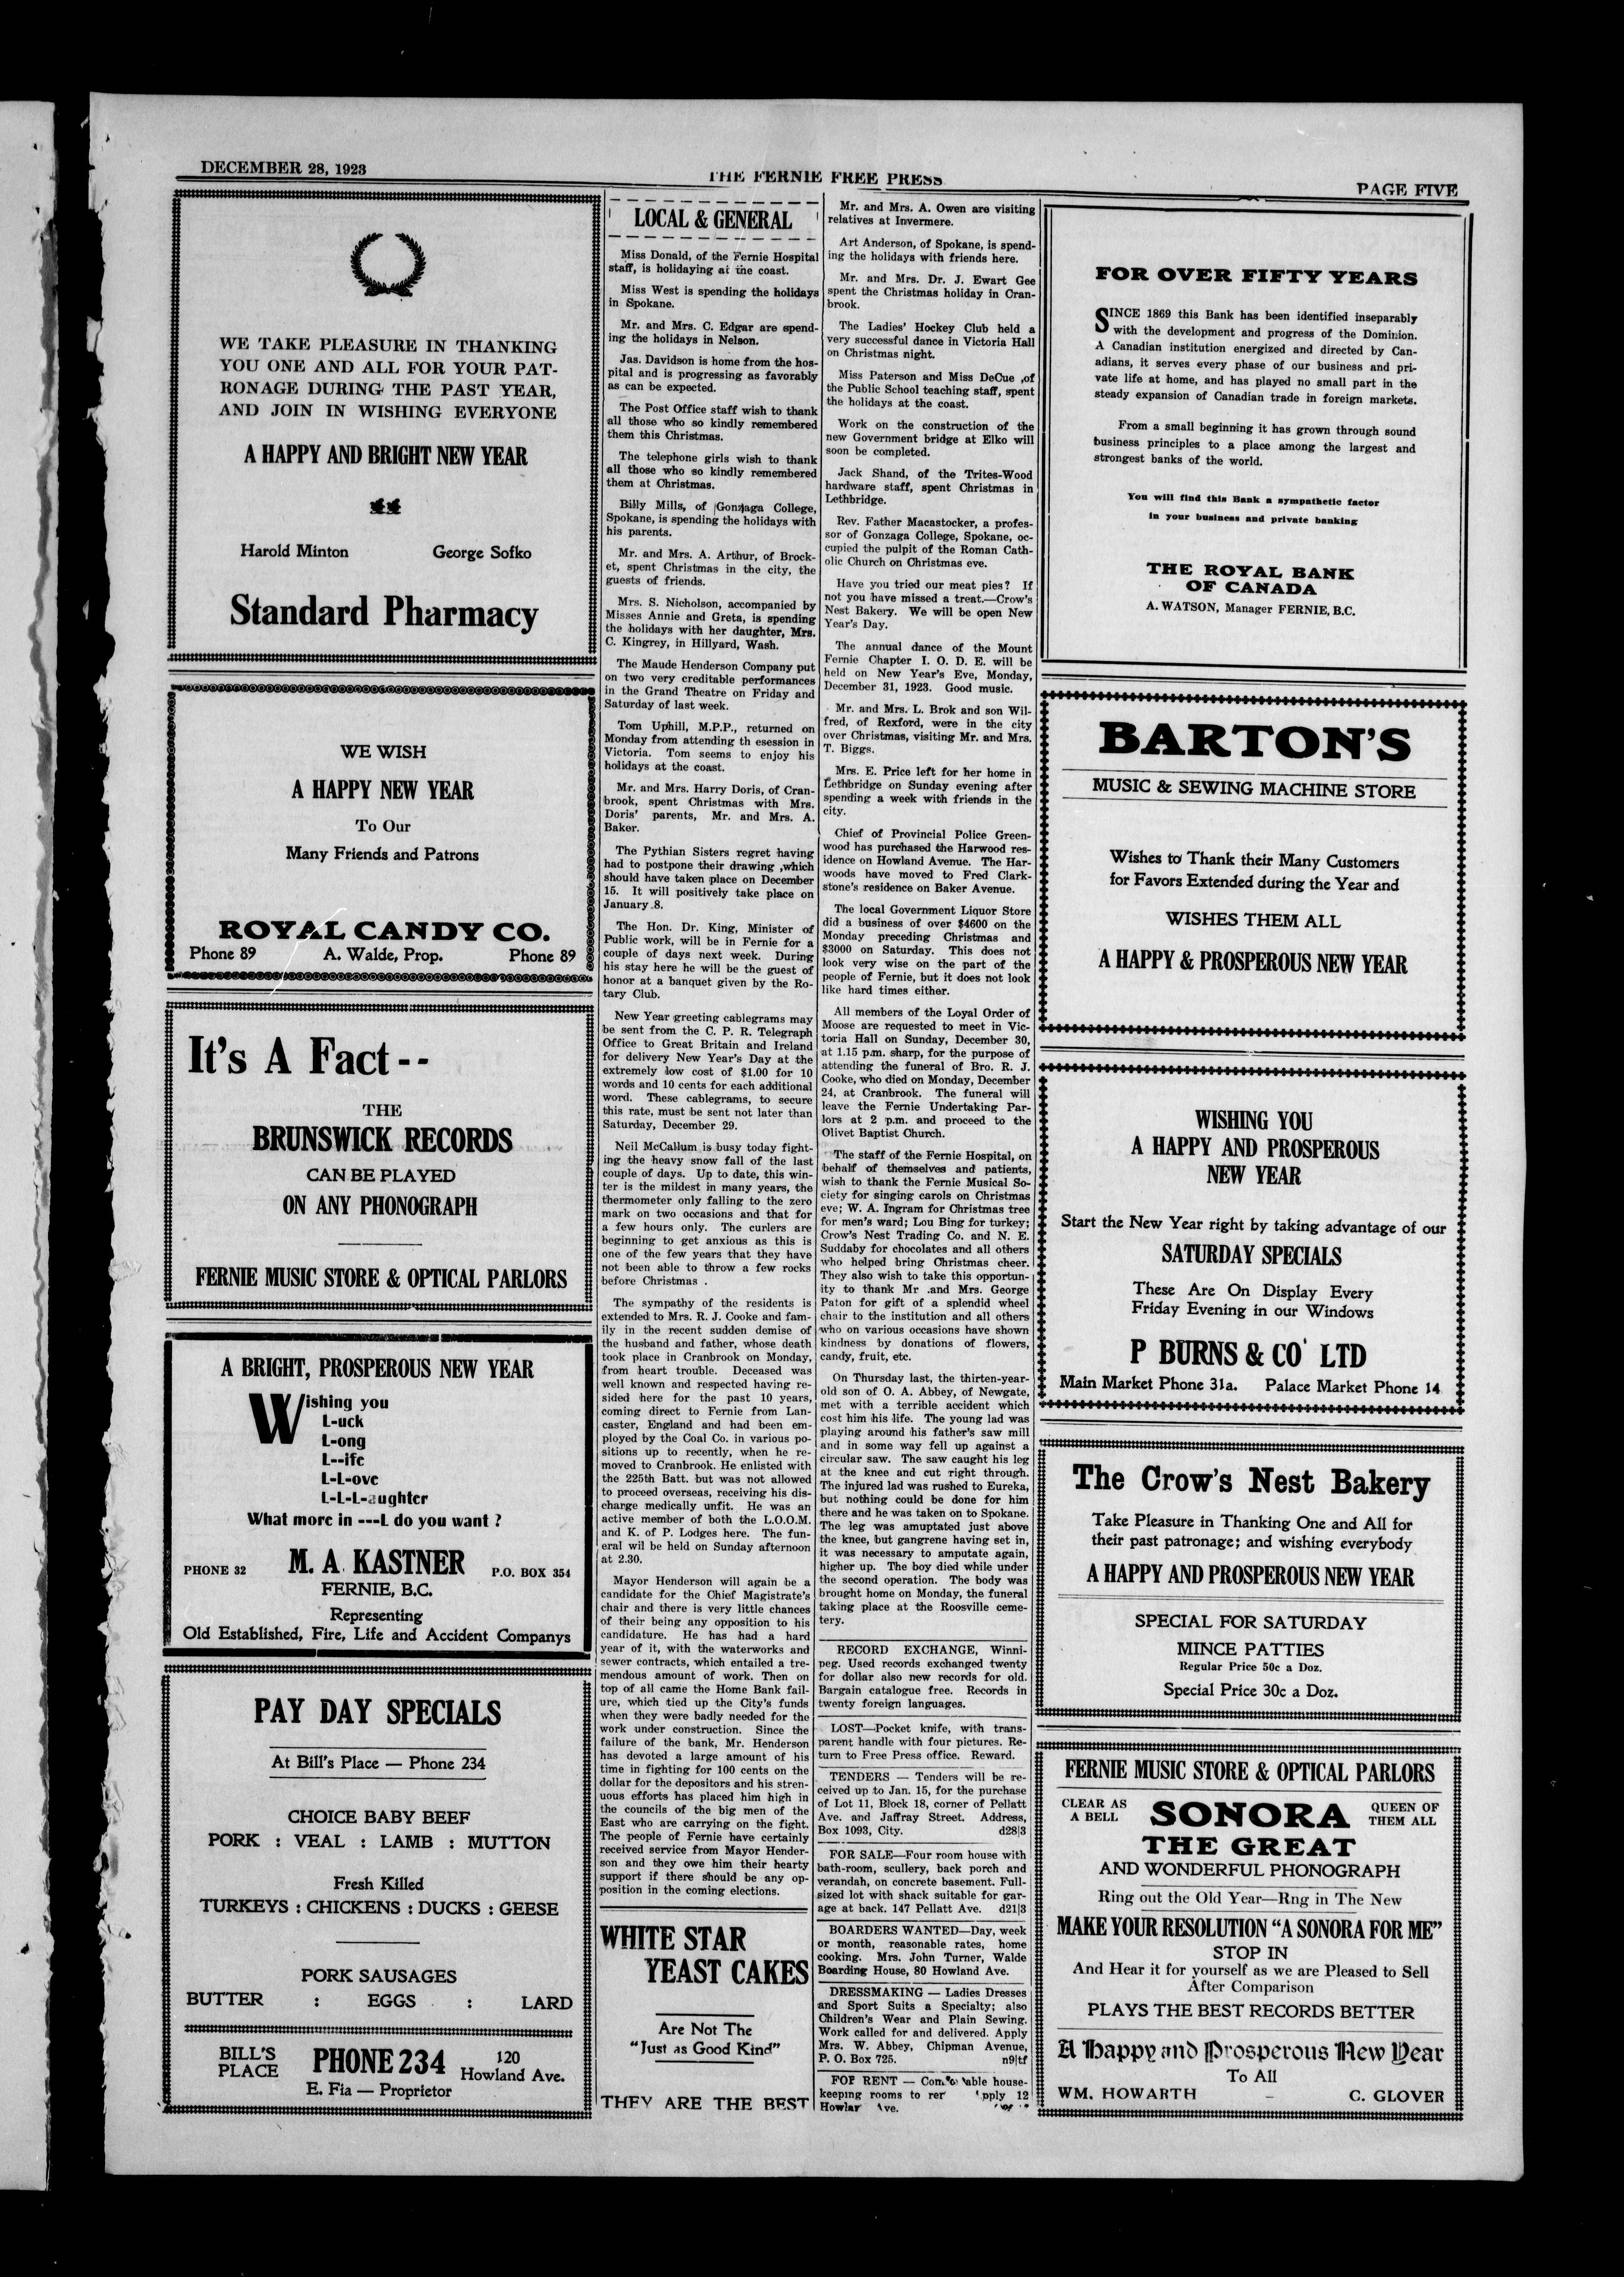 DECEMBER 28, 1923
THE FERNIE FREE PRESS
PAGE FIVE
WE TAKE PLEASURE IN THANKING
YOU ONE AND ALL FOR YOUR PAT-
RONAGE DURING THE PAST YEAR,
AND JOIN IN WISHING EVERYONE
A HAPPY AND BRIGHT NEW YEAR
Harold Minton George Sofko
Standard Pharmacy
WE WISH
A HAPPY NEW YEAR
To Our
Many Friends and Patrons
ROYAL CANDY CO.
Phone 89 A. Walde, Prop. Phone 89
It's A Fact--
THE
BRUNSWICK RECORDS
CAN BE PLAYED
ON ANY PHONOGRAPH
FERNIE MUSIC STORE & OPTICAL PARLORS
A BRIGHT, PROSPEROUS NEW YEAR
Wishing you
L-uck
L-ong
L--ife
L-L-ove
L-L-L-aughter
What more in ---L do you want ?
PHONE 32 M. A. KASTNER P.O. BOX 354
FERNIE, B.C.
Representing
Old Established, Fire, Life and Accident Companys
PAY DAY SPECIALS
At Bill's Place — Phone 234
CHOICE BABY BEEF
PORK : VEAL : LAMB : MUTTON
Fresh Killed
TURKEYS : CHICKENS : DUCKS : GEESE
PORK SAUSAGES
BUTTER : EGGS : LARD
BILL'S
PLACE
PHONE 234
120
Howland Ave.
E. Fia — Proprietor
LOCAL & GENERAL
Miss Donald, of the Fernie Hospital
staff, is holidaying at the coast.
Miss West is spending the holidays
in Spokane.
Mr. and Mrs. C. Edgar are spend-
ing the holidays in Nelson.
Jas. Davidson is home from the hos-
pital and is progressing as favorably
as can be expected.
The Post Office staff wish to thank
all those who so kindly remembered
them this Christmas.
The telephone girls wish to thank
all those who so kindly remembered
them at Christmas.
Billy Mills, of Gonzaga College,
Spokane, is spending the holidays with
his parents.
Mr. and Mrs. A. Arthur, of Brock-
et, spent Christmas in the city, the
guests of friends.
Mrs. S. Nicholson, accompanied by
Misses Annie and Greta, is spending
the holidays with her daughter, Mrs.
C. Kingrey, in Hillyard, Wash.
The Maude Henderson Company put
on two very creditable performances
in the Grand Theatre on Friday and
Saturday of last week.
Tom Uphill, M.P.P., returned on
Monday from attending th esession in
Victoria. Tom seems to enjoy his
holidays at the coast.
Mr. and Mrs. Harry Doris, of Cran-
brook, spent Christmas with Mrs.
Doris' parents, Mr. and Mrs. A.
Baker.
The Pythian Sisters regret having
had to postpone their drawing ,which
should have taken place on December
15. It will positively take place on
January 8.
The Hon. Dr. King, Minister of
Public work, will be in Fernie for a
couple of days next week. During
his stay here he will be the guest of
honor at a banquet given by the Ro-
tary Club.
New Year greeting cablegrams may
be sent from the C. P. R. Telegraph
Office to Great Britain and Ireland
for delivery New Year's Day at the
extremely low cost of $1.00 for 10
words and 10 cents for each additional
word. These cablegrams, to secure
this rate, must be sent not later than
Saturday, December 29.
Neil McCallum is busy today fight-
ing the heavy snow fall of the last
couple of days. Up to date, this win-
ter is the mildest in many years, the
thermometer only falling to the zero
mark on two occasions and that for
a few hours only. The curlers are
beginning to get anxious as this is
one of the few years that they have
not been able to throw a few rocks
before Christmas .
The sympathy of the residents is
extended to Mrs. R. J. Cooke and fam-
ily in the recent sudden demise of
the husband and father, whose death
took place in Cranbrook on Monday,
from heart trouble. Deceased was
well known and respected having re-
sided here for the past 10 years,
coming direct to Fernie from Lan-
caster, England and had been em-
ployed by the Coal Co. in various po-
sitions up to recently, when he re-
moved to Cranbrook. He enlisted with
the 225th Batt. but was not allowed
to proceed overseas, receiving his dis-
charge medically unfit. He was an
active member of both the L.O.O.M.
and K. of P. Lodges here. The fun-
eral wil be held on Sunday afternoon
at 2.30.
Mayor Henderson will again be a
candidate for the Chief Magistrate's
chair and there is very little chances
of their being any opposition to his
candidature. He has had a hard
year of it, with the waterworks and
sewer contracts, which entailed a tre-
mendous amount of work. Then on
top of all came the Home Bank fail-
ure, which tied up the City's funds
when they were badly needed for the
work under construction. Since the
failure of the bank, Mr. Henderson
has devoted a large amount of his
time in fighting for 100 cents on the
dollar for the depositors and his stren-
uous efforts has placed him high in
the councils of the big men of the
East who are carrying on the fight.
The people of Fernie have certainly
received service from Mayor Hender-
son and they owe him their hearty
support if there should be any op-
position in the coming elections.
WHITE STAR
YEAST CAKES
Are Not The
"Just as Good Kind"
THEY ARE THE BEST
Mr. and Mrs. A. Owen are visiting
relatives at Invermere.
Art Anderson, of Spokane, is spend-
ing the holidays with friends here.
Mr. and Mrs. Dr. J. Ewart Gee
spent the Christmas holiday in Cran-
brook.
The Ladies' Hockey Club held a
very successful dance in Victoria Hall
on Christmas night.
Miss Paterson and Miss DeCue ,of
the Public School teaching staff, spent
the holidays at the coast.
Work on the construction of the
new Government bridge at Elko will
soon be completed.
Jack Shand, of the Trites-Wood
hardware staff, spent Christmas in
Lethbridge.
Rev. Father Macastocker, a profes-
sor of Gonzaga College, Spokane, oc-
cupied the pulpit of the Roman Cath-
olic Church on Christmas eve.
Have you tried our meat pies? If
not you have missed a treat.—Crow's
Nest Bakery. We will be open New
Year's Day.
The annual dance of the Mount
Fernie Chapter I. O. D. E. will be
held on New Year's Eve, Monday,
December 31, 1923. Good music.
Mr. and Mrs. L. Brok and son Wil-
fred, of Rexford, were in the city
over Christmas, visiting Mr. and Mrs.
T. Biggs.
Mrs. E. Price left for her home in
Lethbridge on Sunday evening after
spending a week with friends in the
city.
Chief of Provincial Police Green-
wood has purchased the Harwood res-
idence on Howland Avenue. The Har-
woods have moved to Fred Clark-
stone's residence on Baker Avenue.
The local Government Liquor Store
did a business of over $4600 on the
Monday preceding Christmas and
$3000 on Saturday. This does not
look very wise on the part of the
people of Fernie, but it does not look
like hard times either.
All members of the Loyal Order of
Moose are requested to meet in Vic-
toria Hall on Sunday, December 30,
at 1.15 p.m. sharp, for the purpose of
attending the funeral of Bro. R. J.
Cooke, who died on Monday, December
24, at Cranbrook. The funeral will
leave the Fernie Undertaking Par-
lors at 2 p.m. and proceed to the
Olivet Baptist Church.
The staff of the Fernie Hospital, on
behalf of themselves and patients,
wish to thank the Fernie Musical So-
ciety for singing carols on Christmas
eve; W. A. Ingram for Christmas tree
for men's ward; Lou Bing for turkey;
Crow's Nest Trading Co. and N. E.
Suddaby for chocolates and all others
who helped bring Christmas cheer.
They also wish to take this opportun-
ity to thank Mr .and Mrs. George
Paton for gift of a splendid wheel
chair to the institution and all others
who on various occasions have shown
kindness by donations of flowers,
candy, fruit, etc.
On Thursday last, the thirten-year-
old son of O. A. Abbey, of Newgate,
met with a terrible accident which
cost him his life. The young lad was
playing around his father's saw mill
and in some way fell up against a
circular saw. The saw caught his leg
at the knee and cut right through.
The injured lad was rushed to Eureka,
but nothing could be done for him
there and he was taken on to Spokane.
The leg was amuptated just above
the knee, but gangrene having set in,
it was necessary to amputate again,
higher up. The boy died while under
the second operation. The body was
brought home on Monday, the funeral
taking place at the Roosville ceme-
tery.
RECORD EXCHANGE, Winni-
peg. Used records exchanged twenty
for dollar also new records for old.
Bargain catalogue free. Records in
twenty foreign languages.
LOST—Pocket knife, with trans-
parent handle with four pictures. Re-
turn to Free Press office. Reward.
TENDERS — Tenders will be re-
ceived up to Jan. 15, for the purchase
of Lot 11, Block 18, corner of Pellatt
Ave. and Jaffray Street. Address,
Box 1093, City. d28|3
FOR SALE—Four room house with
bath-room, scullery, back porch and
verandah, on concrete basement. Full-
sized lot with shack suitable for gar-
age at back. 147 Pellatt Ave. d21|3
BOARDERS WANTED—Day, week
or month, reasonable rates, home
cooking. Mrs. John Turner, Walde
Boarding House, 80 Howland Ave.
DRESSMAKING — Ladies Dresses
and Sport Suits a Specialty; also
Children's Wear and Plain Sewing.
Work called for and delivered. Apply
Mrs. W. Abbey, Chipman Avenue,
P. O. Box 725. n9|tf
FOR RENT — house-
keeping rooms to 12
Ave.
FOR OVER FIFTY YEARS
SINCE 1869 this Bank has been identified inseparably
with the development and progress of the Dominion.
A Canadian institution energized and directed by Can-
adians, it serves every phase of our business and pri-
vate life at home, and has played no small part in the
steady expansion of Canadian trade in foreign markets.
From a small beginning it has grown through sound
business principles to a place among the largest and
strongest banks of the world.
You will find this Bank a sympathetic factor
in your business and private banking
THE ROYAL BANK
OF CANADA
A. WATSON, Manager FERNIE, B.C.
BARTON'S
MUSIC & SEWING MACHINE STORE
Wishes to Thank their Many Customers
for Favors Extended during the Year and
WISHES THEM ALL
A HAPPY & PROSPEROUS NEW YEAR
WISHING YOU
A HAPPY AND PROSPEROUS
NEW YEAR
Start the New Year right by taking advantage of our
SATURDAY SPECIALS
These Are On Display Every
Friday Evening in our Windows
P BURNS & CO' LTD
Main Market Phone 31a. Palace Market Phone 14
The Crow's Nest Bakery
Take Pleasure in Thanking One and All for
their past patronage; and wishing everybody
A HAPPY AND PROSPEROUS NEW YEAR
SPECIAL FOR SATURDAY
MINCE PATTIES
Regular Price 50c a Doz.
Special Price 30c a Doz.
FERNIE MUSIC STORE & OPTICAL PARLORS
CLEAR AS
A BELL
SONORA
QUEEN OF
THEM ALL
THE GREAT
AND WONDERFUL PHONOGRAPH
Ring out the Old Year—Rng in The New
MAKE YOUR RESOLUTION "A SONORA FOR ME"
STOP IN
And Hear it for yourself as we are Pleased to Sell
After Comparison
PLAYS THE BEST RECORDS BETTER
A Happy and Prosperous New Year
To All
WM. HOWARTH – C. GLOVER